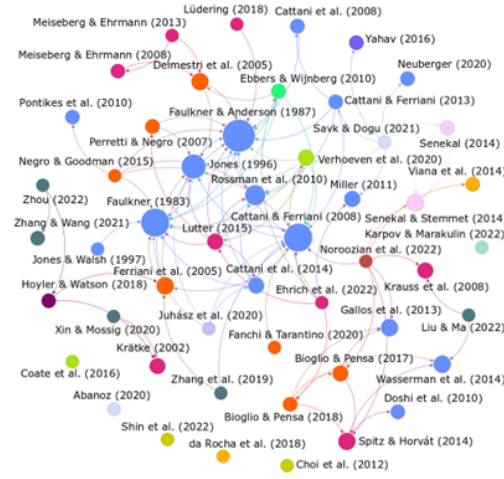 Lüdering (2018)
Cattani et al. (2008)
Meiseberg & Ehrmann (2013)
Yahav (2016)
Meiseberg & Ehrmann (2008)
Delmestri et al. (2005)
Neuberger (2020)
Ebbers & Wijnberg (2010)
Pontikes et al. (2010)
Cattani & Ferriani (2013)
Faulkner & Anderson (1987)
Savk & Dogu (2021)
Perretti & Negro (2007)
Senekal (2014)
Negro & Goodman (2015)
Jones (1996)
Verhoeven et al. (2020)
Viana et al. (2014)
Rossman et al. (2010)
Zhou (2022)
Faulkner (1983)
Miller (2011)
Zhang & Wang (2021)
Cattani & Ferriani (2008)
Senekal & Stemmet (2014
Lutter (2015)
Karpov & Marakulin (2022)
Jones & Walsh (1997)
Noroozian et al. (2022)
Ferriani et al. (2005)
Cattani et al. (2014)
Hoyler & Watson (2018)
Ehrich et al. (2022)
Krauss et al. (2008)
Juhász et al. (2020)
Gallos et al. (2013)
Xin & Mossig (2020)
Fanchi & Tarantino (2020)
Liu & Ma (2022)
Krätke (2002)
Bioglio & Pensa (2017)
Coate et al. (2016)
Zhang et al. (2019)
Wasserman et al. (2014)
Abanoz (2020)
Doshi et al. (2010)
Bioglio & Pensa (2018)
Shin et al. (2022)
da Rocha et al. (2018)
Spitz & Horvát (2014)
Choi et al. (2012)